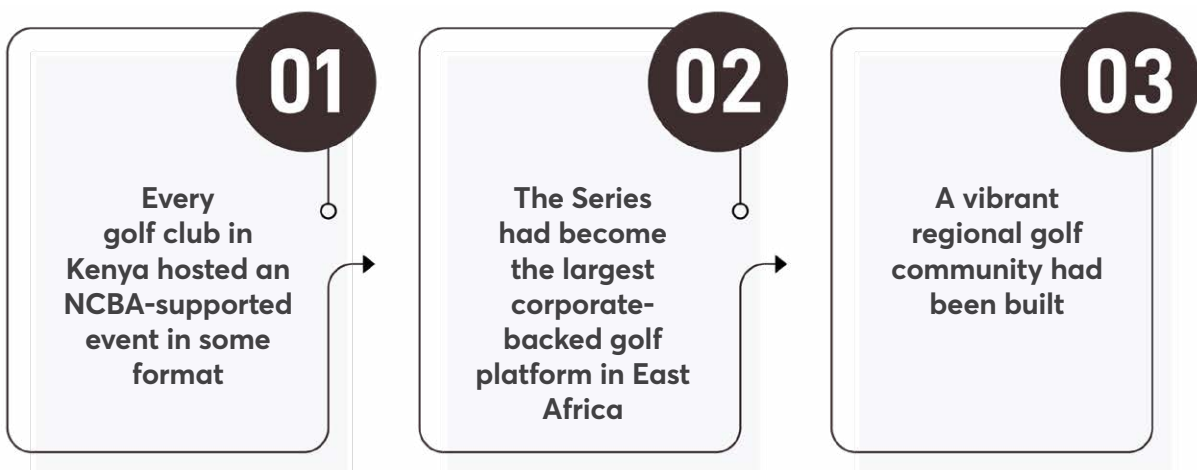 01
Every
golf club in
Kenya hosted an
NCBA-supported
event in some
format
02
The Series
had become
the largest
corporate-
backed golf
platform in East
Africa
03
A vibrant
regional golf
community had
been built